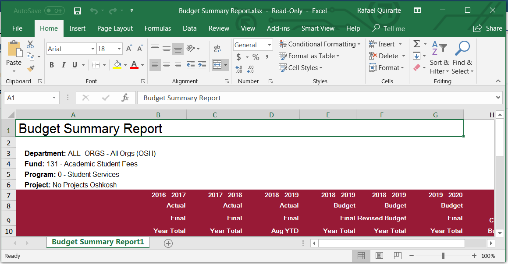 AutoSave Off Budget Summary Report.xlsx - Read-Only - Excel Rafael Quirarte
File Home Insert Page Layout Formulas Data Review View Add-ins Smart View Help Tell me Share
Paste Arial 18 A A General Conditional Formatting Insert Σ
B I U $ % , Format as Table Delete Sort & Find &
Cell Styles Format Filter Select
Clipboard Font Alignment Number Styles Cells Editing
A1 fx Budget Summary Report
A B C D E F G H
1 Budget Summary Report
2
3 Department: ALL_ORGS - All Orgs (OSH)
4 Fund: 131 - Academic Student Fees
5 Program: 0 - Student Services
6 Project: No Projects Oshkosh
7 2016 2017 2017 2018 2018 2019 2018 2019 2018 2019 2019 2020
8 Actual Actual Actual Budget Budget Budget
9 Final Final Final Final Revised Budget Final C
10 Year Total Year Total Aug YTD Year Total Year Total Year Total
Budget Summary Report1
Ready 100%